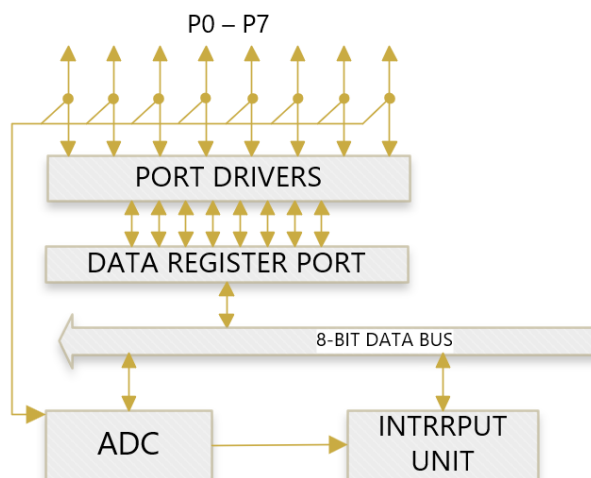 P0 – P7
PORT DRIVERS
DATA REGISTER PORT
8-BIT DATA BUS
ADC
INTRRPUT
UNIT